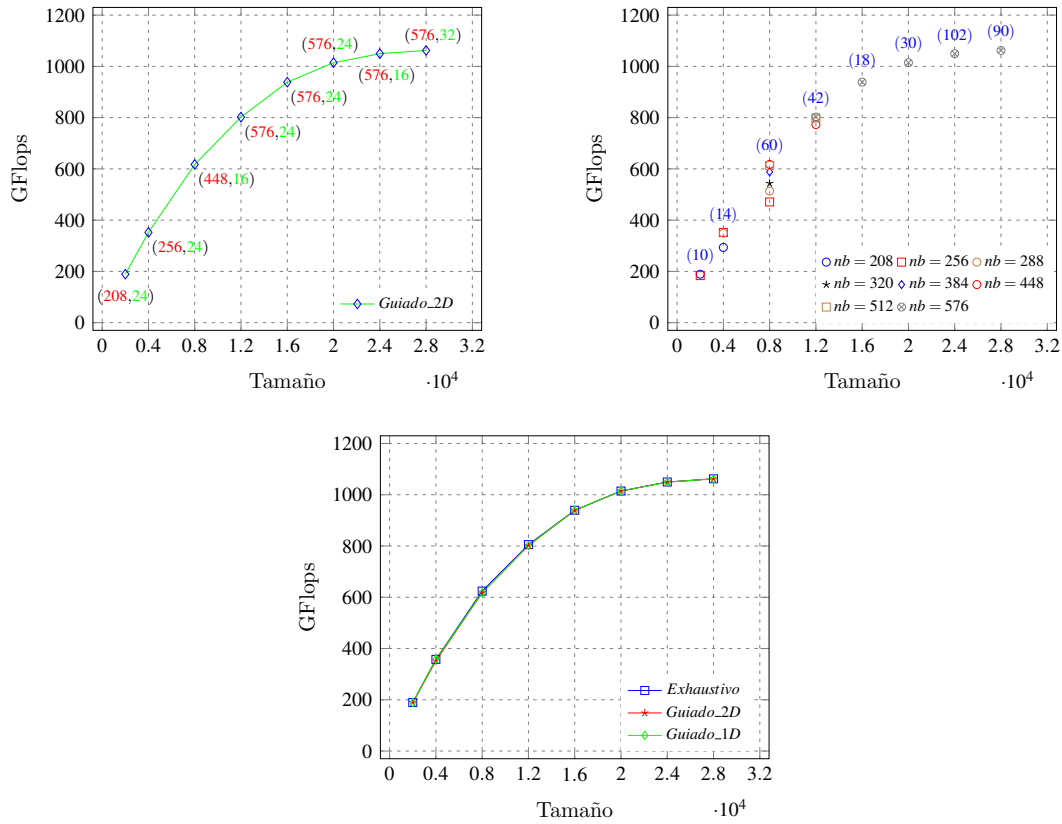 1200
1000
800
600
400
200
0
GFlops
(208,24)
(256,24)
(448,16)
(576,24)
(576,24)
(576,24)
(576,16)
(576,32)
Guiado_2D
0 0.4 0.8 1.2 1.6 2 2.4 2.8 3.2
Tamaño
·10⁴
1200
1000
800
600
400
200
0
GFlops
(10)
(14)
(60)
(42)
(18)
(30)
(102)
(90)
nb = 208 nb = 256 nb = 288
nb = 320 nb = 384 nb = 448
nb = 512 nb = 576
0 0.4 0.8 1.2 1.6 2 2.4 2.8 3.2
Tamaño
·10⁴
1200
1000
800
600
400
200
0
GFlops
Exhaustivo
Guiado_2D
Guiado_1D
0 0.4 0.8 1.2 1.6 2 2.4 2.8 3.2
Tamaño
·10⁴